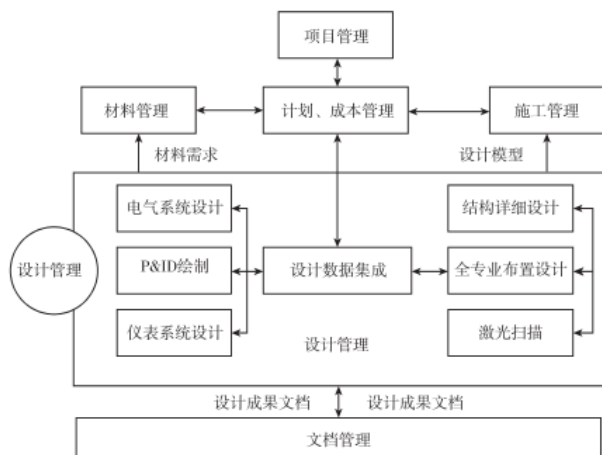 项目管理
材料管理
计划、成本管理
施工管理
材料需求
设计模型
电气系统设计
结构详细设计
设计管理
P&ID绘制
设计数据集成
全专业布置设计
仪表系统设计
激光扫描
设计管理
设计成果文档
设计成果文档
文档管理